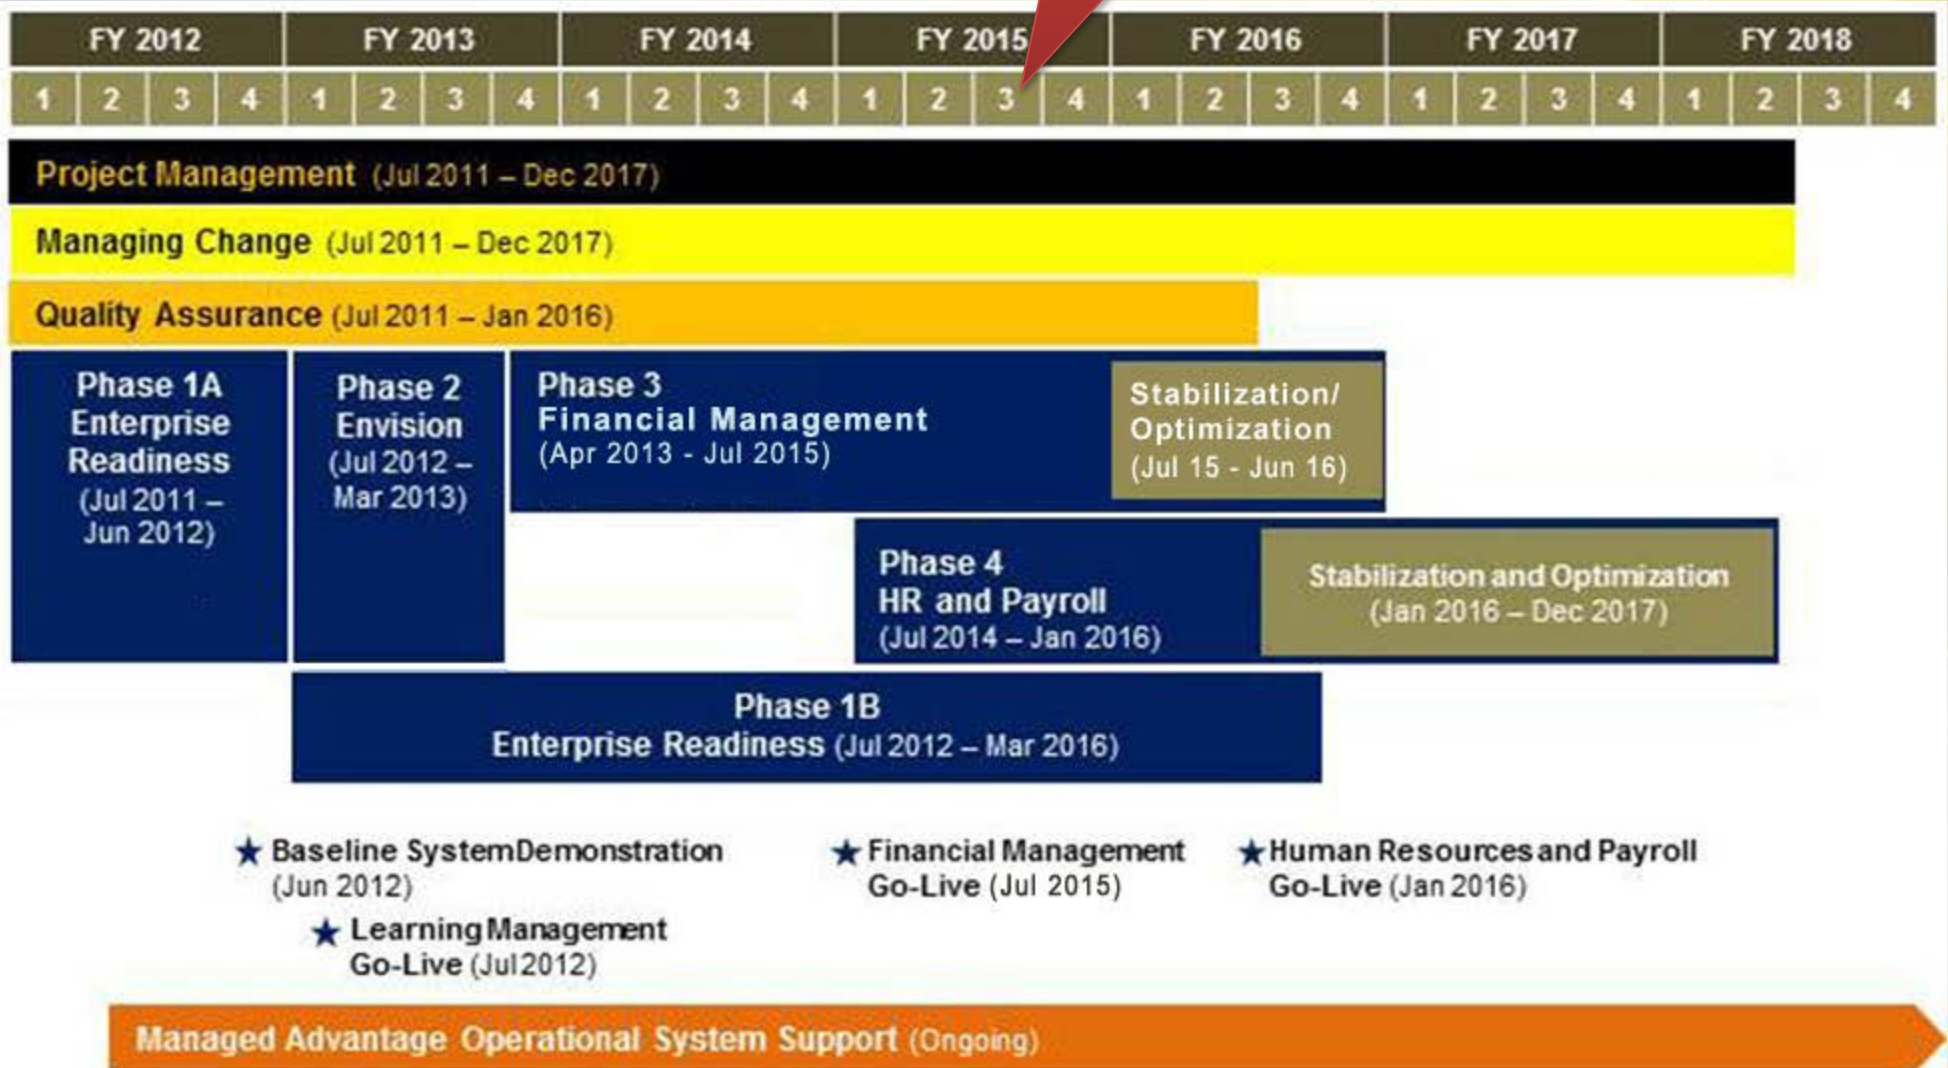 FY 2012 FY 2013 FY 2014 FY 2015 FY 2016 FY 2017 FY 2018
1 2 3 4 1 2 3 4 1 2 3 4 1 2 3 4 1 2 3 4 1 2 3 4 1 2 3 4
Project Management (Jul 2011 – Dec 2017)
Managing Change (Jul 2011 – Dec 2017)
Quality Assurance (Jul 2011 – Jan 2016)
Phase 1A
Enterprise
Readiness
(Jul 2011 –
Jun 2012)
Phase 2
Envision
(Jul 2012 –
Mar 2013)
Phase 3
Financial Management
(Apr 2013 - Jul 2015)
Stabilization/
Optimization
(Jul 15 - Jun 16)
Phase 4
HR and Payroll
(Jul 2014 – Jan 2016)
Stabilization and Optimization
(Jan 2016 – Dec 2017)
Phase 1B
Enterprise Readiness (Jul 2012 – Mar 2016)
Baseline System Demonstration
(Jun 2012)
Learning Management
Go-Live (Jul 2012)
Financial Management
Go-Live (Jul 2015)
Human Resources and Payroll
Go-Live (Jan 2016)
Managed Advantage Operational System Support (Ongoing)